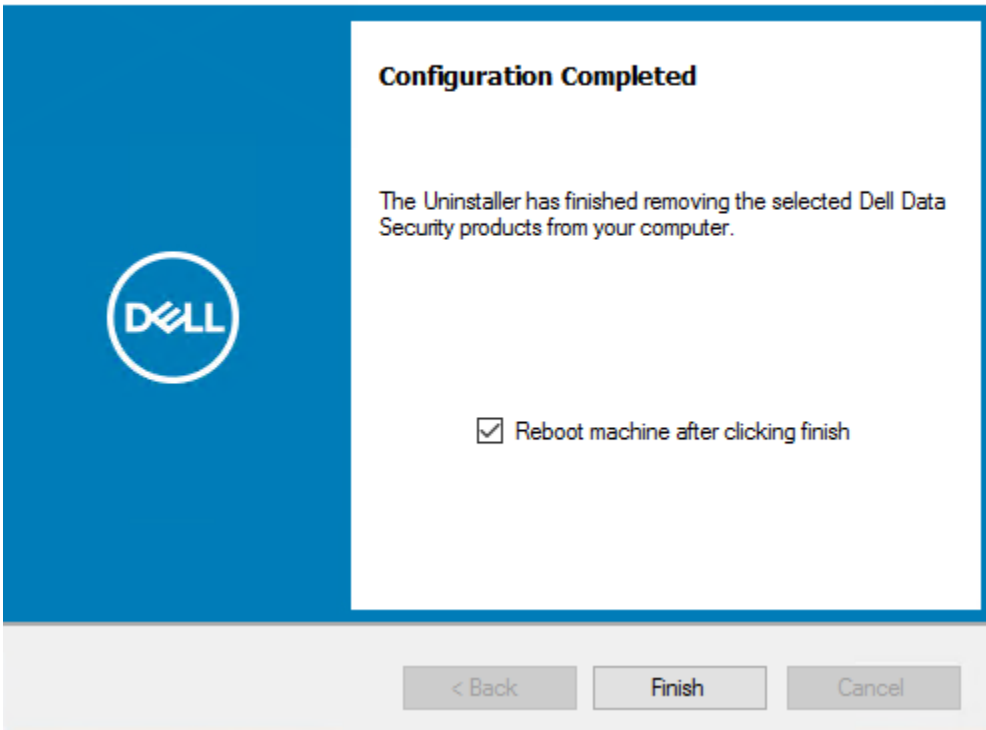 Configuration Completed
The Uninstaller has finished removing the selected Dell Data
Security products from your computer.
DELL
Reboot machine after clicking finish
< Back
Finish
Cancel